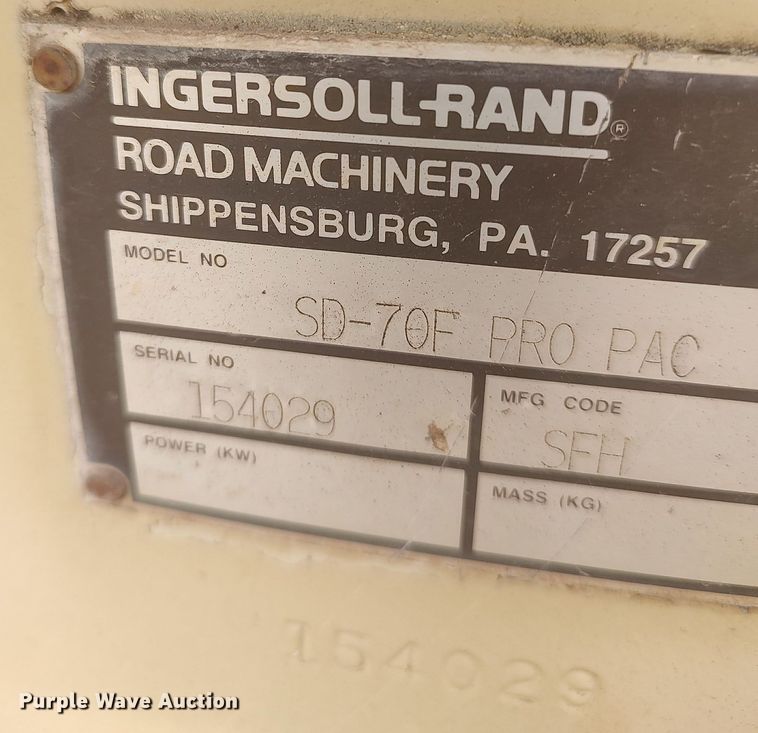 INGERSOLL-RAND®
ROAD MACHINERY
SHIPPENSBURG, PA. 17257
MODEL NO
SD-70F PRO PAC
SERIAL NO
154029
MFG CODE
SFH
POWER (KW)
MASS (KG)
154029
Purple Wave Auction